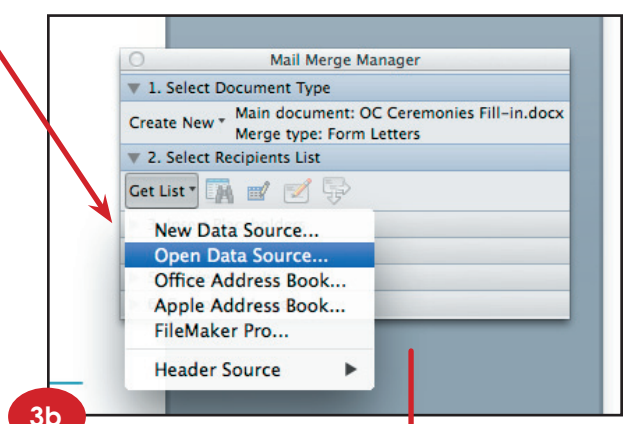 Mail Merge Manager
1. Select Document Type
Create New
Main document: OC Ceremonies Fill-in.docx
Merge type: Form Letters
2. Select Recipients List
Get List
New Data Source...
Open Data Source...
Office Address Book...
Apple Address Book...
FileMaker Pro...
Header Source
3b